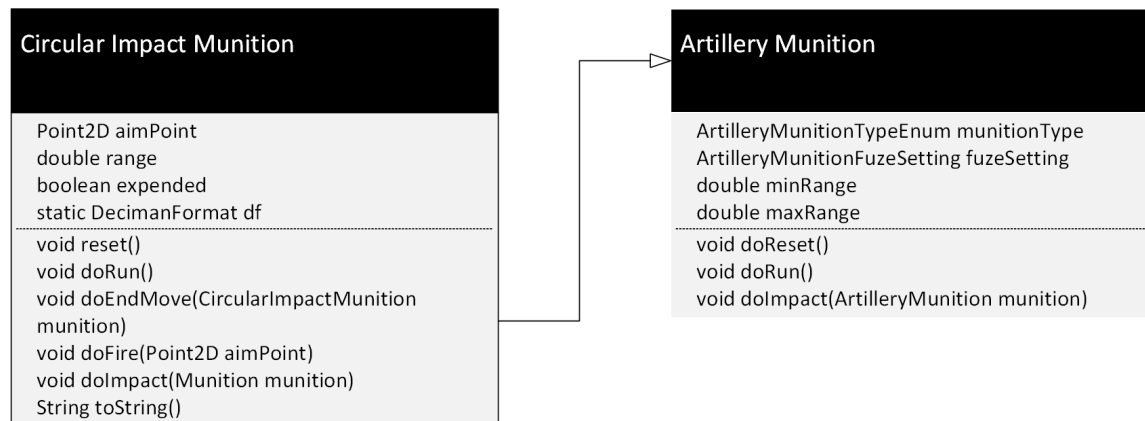 Circular Impact Munition
Point2D aimPoint
double range
boolean expended
static DecimanFormat df
void reset()
void doRun()
void doEndMove(CircularImpactMunition
munition)
void doFire(Point2D aimPoint)
void doImpact(Munition munition)
String toString()
Artillery Munition
ArtilleryMunitionTypeEnum munitionType
ArtilleryMunitionFuzeSetting fuzeSetting
double minRange
double maxRange
void doReset()
void doRun()
void doImpact(ArtilleryMunition munition)